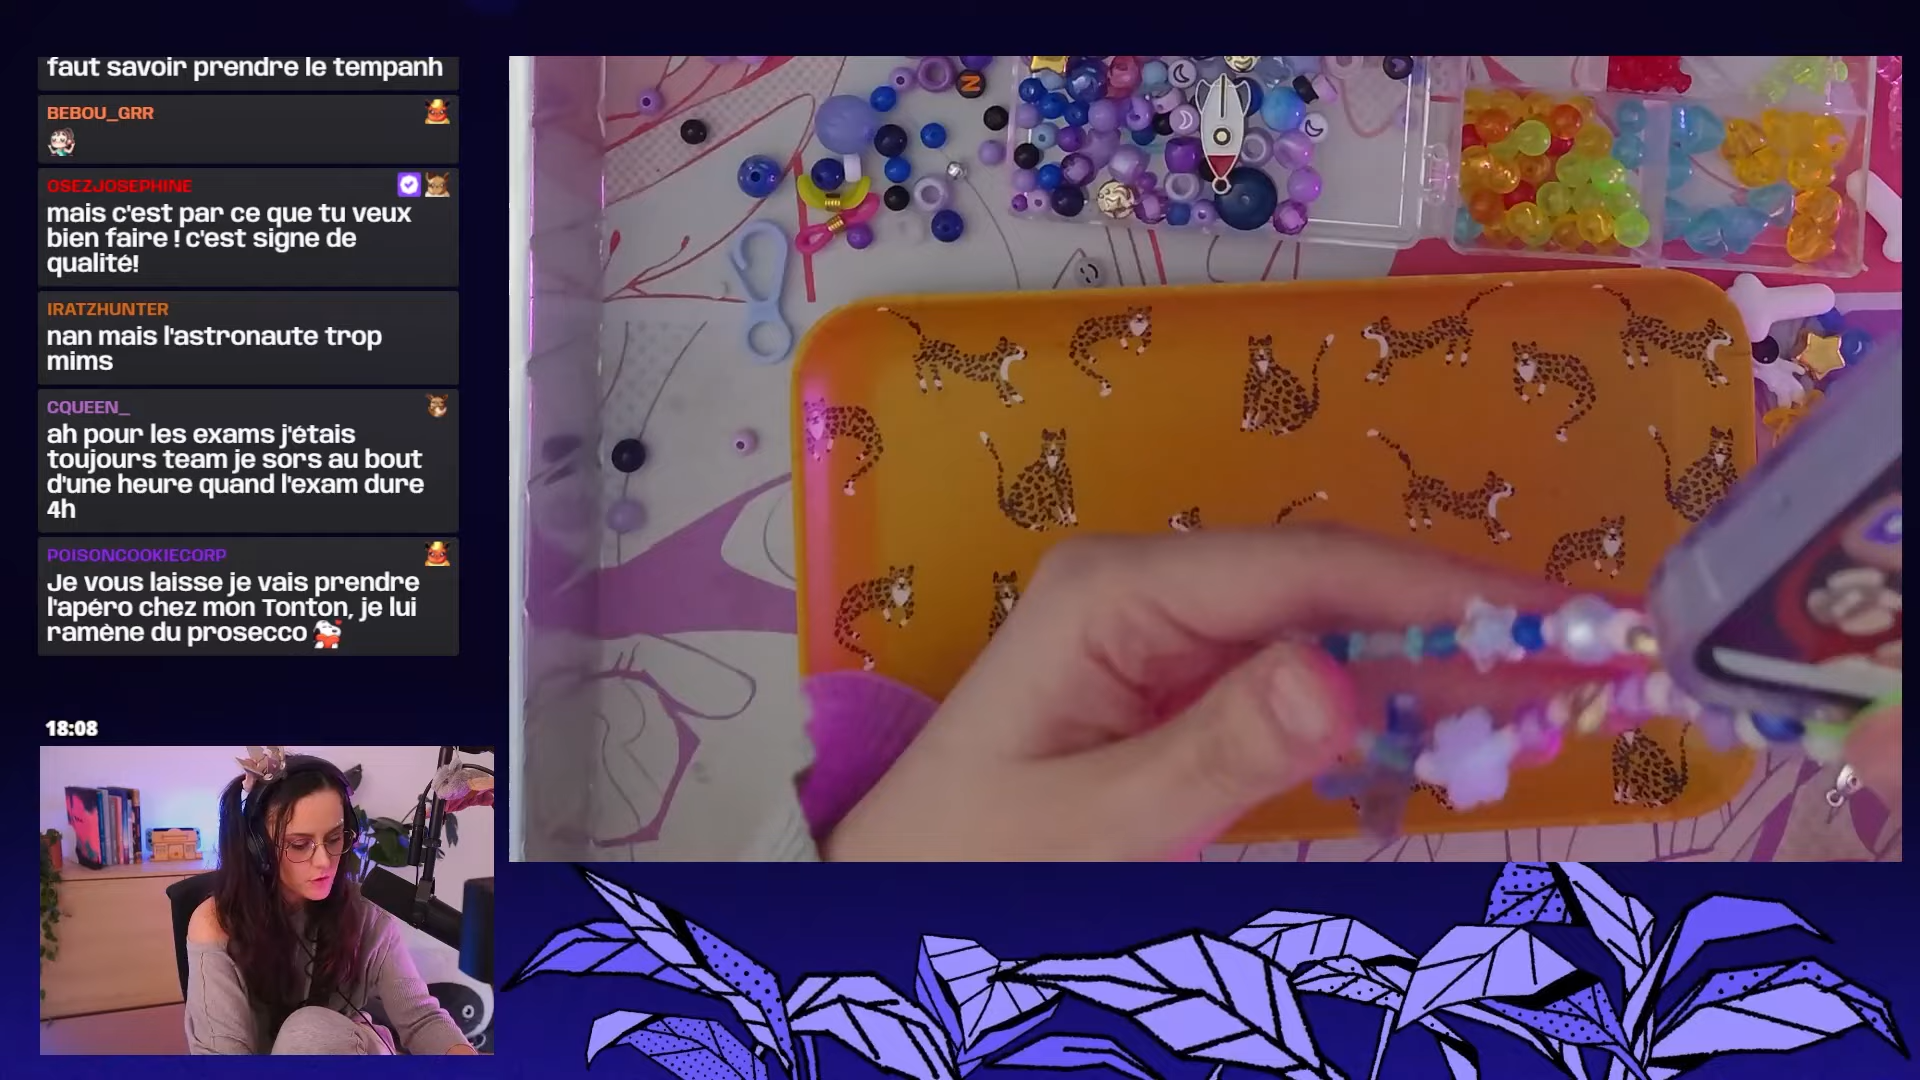 faut savoir prendre le tempanh
BEBOU_GRR
OSEZJOSEPHINE
mais c'est par ce que tu veux
bien faire ! c'est signe de
qualité!
IRATZHUNTER
nan mais l'astronaute trop
mims
CQUEEN_
ah pour les exams j'étais
toujours team je sors au bout
d'une heure quand l'exam dure
4h
POISONCOOKIECORP
Je vous laisse je vais prendre
l'apéro chez mon Tonton, je lui
ramène du prosecco
18:08
N